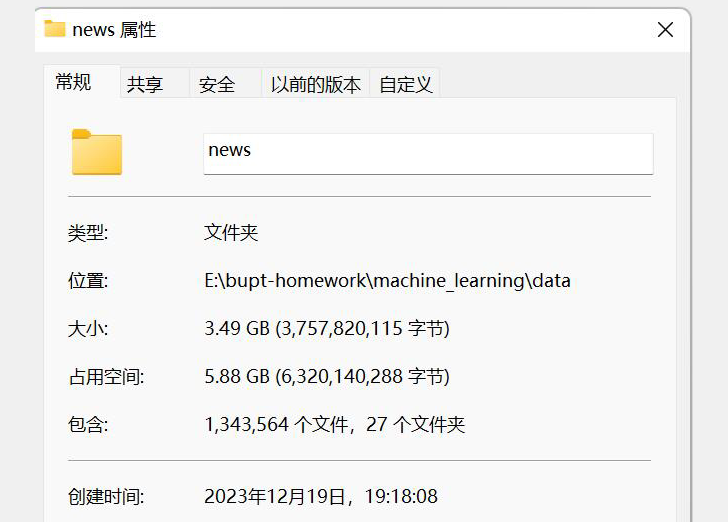 news 属性
常规 共享 安全 以前的版本 自定义
news
类型: 文件夹
位置: E:\bupt-homework\machine_learning\data
大小: 3.49 GB (3,757,820,115 字节)
占用空间: 5.88 GB (6,320,140,288 字节)
包含: 1,343,564 个文件，27 个文件夹
创建时间: 2023年12月19日，19:18:08